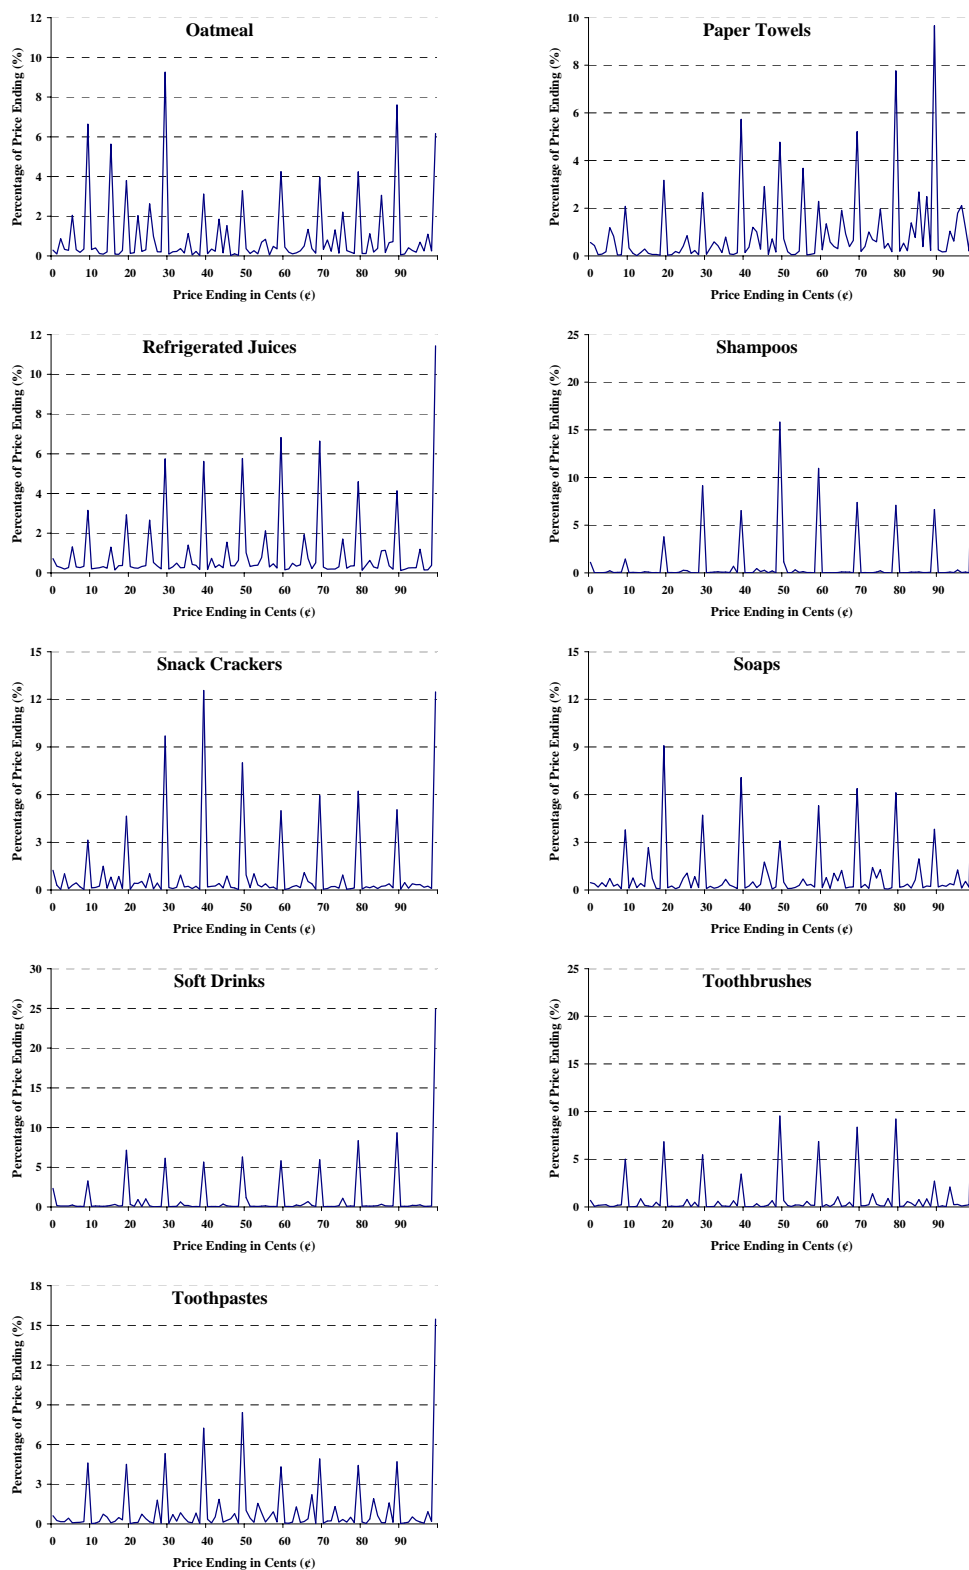 Oatmeal
Percentage of Price Ending (%)
12
10
8
6
4
2
0
0 10 20 30 40 50 60 70 80 90
Price Ending in Cents (¢)
Paper Towels
Percentage of Price Ending (%)
10
8
6
4
2
0
0 10 20 30 40 50 60 70 80 90
Price Ending in Cents (¢)
Refrigerated Juices
Percentage of Price Ending (%)
12
10
8
6
4
2
0
0 10 20 30 40 50 60 70 80 90
Price Ending in Cents (¢)
Shampoos
Percentage of Price Ending (%)
25
20
15
10
5
0
0 10 20 30 40 50 60 70 80 90
Price Ending in Cents (¢)
Snack Crackers
Percentage of Price Ending (%)
15
12
9
6
3
0
0 10 20 30 40 50 60 70 80 90
Price Ending in Cents (¢)
Soaps
Percentage of Price Ending (%)
15
12
9
6
3
0
0 10 20 30 40 50 60 70 80 90
Price Ending in Cents (¢)
Soft Drinks
Percentage of Price Ending (%)
30
25
20
15
10
5
0
0 10 20 30 40 50 60 70 80 90
Price Ending in Cents (¢)
Toothbrushes
Percentage of Price Ending (%)
25
20
15
10
5
0
0 10 20 30 40 50 60 70 80 90
Price Ending in Cents (¢)
Toothpastes
Percentage of Price Ending (%)
18
15
12
9
6
3
0
0 10 20 30 40 50 60 70 80 90
Price Ending in Cents (¢)